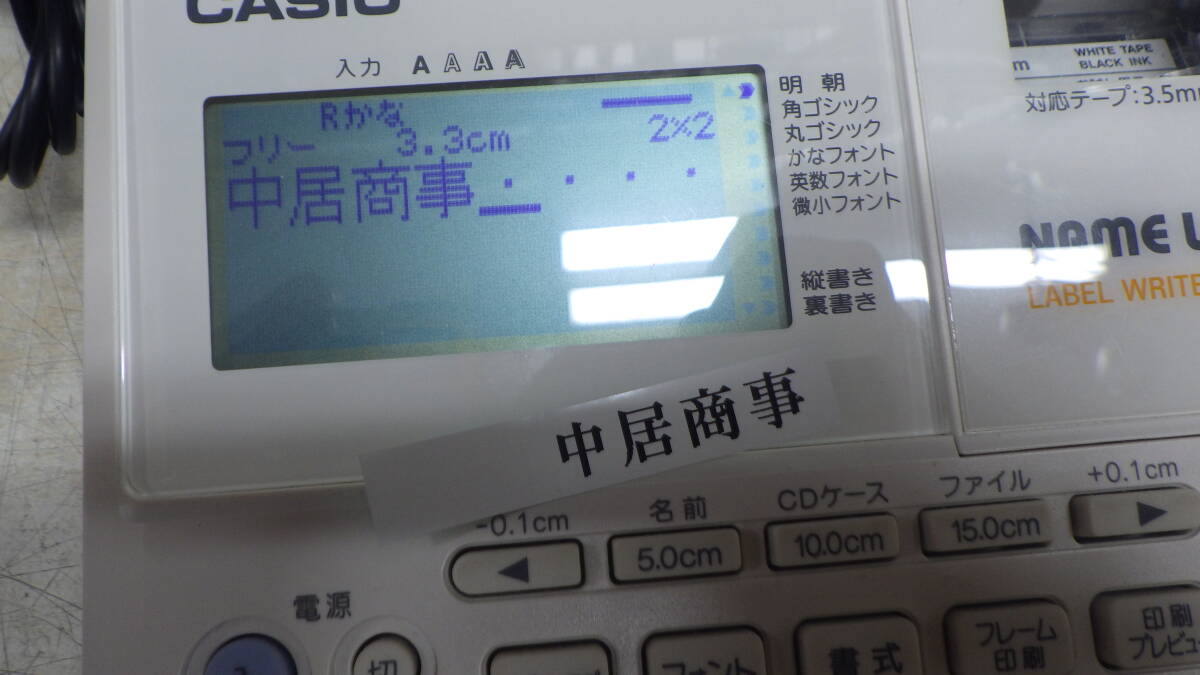 CASIO
入力 A A A A
Rかな
フリー 3.3cm 2×2
中居商事
明朝
角ゴシック
丸ゴシック
かなフォント
英数フォント
微小フォント
縦書き
裏書き
WHITE TAPE
BLACK INK
対応テープ:3.5mm
NAME
LABEL WRITE
中居商事
-0.1cm
名前
CDケース
ファイル
+0.1cm
◀
5.0cm
10.0cm
15.0cm
▶
電源
入
切
フォント
書式
フレーム
印刷
印刷
プレビュー